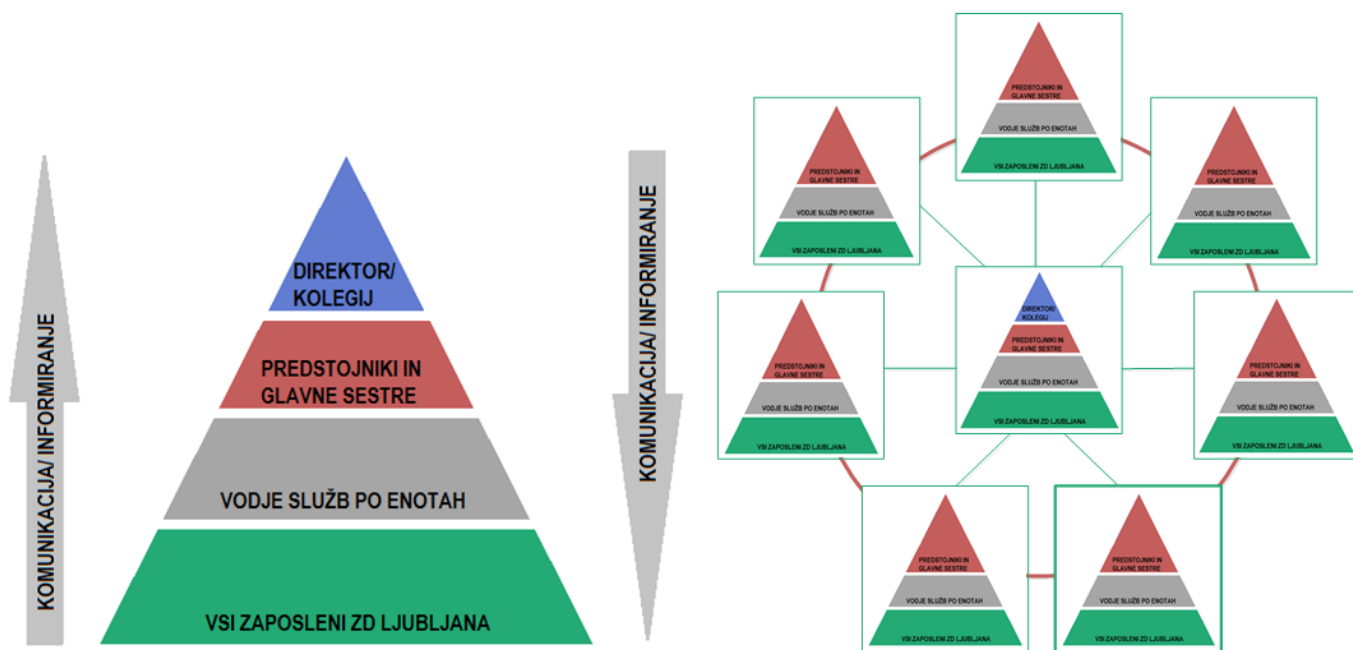 KOMUNIKACIJA/ INFORMIRANJE
DIREKTOR/
KOLEGIJ
PREDSTOJNIKI IN
GLAVNE SESTRE
VODJE SLUŽB PO ENOTAH
VSI ZAPOSLENI ZD LJUBLJANA
KOMUNIKACIJA/ INFORMIRANJE
PREDSTOJNIKI IN
GLAVNE SESTRE
VODJE SLUŽB PO ENOTAH
VSI ZAPOSLENI ZD LJUBLJANA
PREDSTOJNIKI IN
GLAVNE SESTRE
VODJE SLUŽB PO ENOTAH
VSI ZAPOSLENI ZD LJUBLJANA
PREDSTOJNIKI IN
GLAVNE SESTRE
VODJE SLUŽB PO ENOTAH
VSI ZAPOSLENI ZD LJUBLJANA
PREDSTOJNIKI IN
GLAVNE SESTRE
VODJE SLUŽB PO ENOTAH
VSI ZAPOSLENI ZD LJUBLJANA
DIREKTOR/
KOLEGIJ
PREDSTOJNIKI IN
GLAVNE SESTRE
VODJE SLUŽB PO ENOTAH
VSI ZAPOSLENI ZD LJUBLJANA
PREDSTOJNIKI IN
GLAVNE SESTRE
VODJE SLUŽB PO ENOTAH
VSI ZAPOSLENI ZD LJUBLJANA
PREDSTOJNIKI IN
GLAVNE SESTRE
VODJE SLUŽB PO ENOTAH
VSI ZAPOSLENI ZD LJUBLJANA
PREDSTOJNIKI IN
GLAVNE SESTRE
VODJE SLUŽB PO ENOTAH
VSI ZAPOSLENI ZD LJUBLJANA